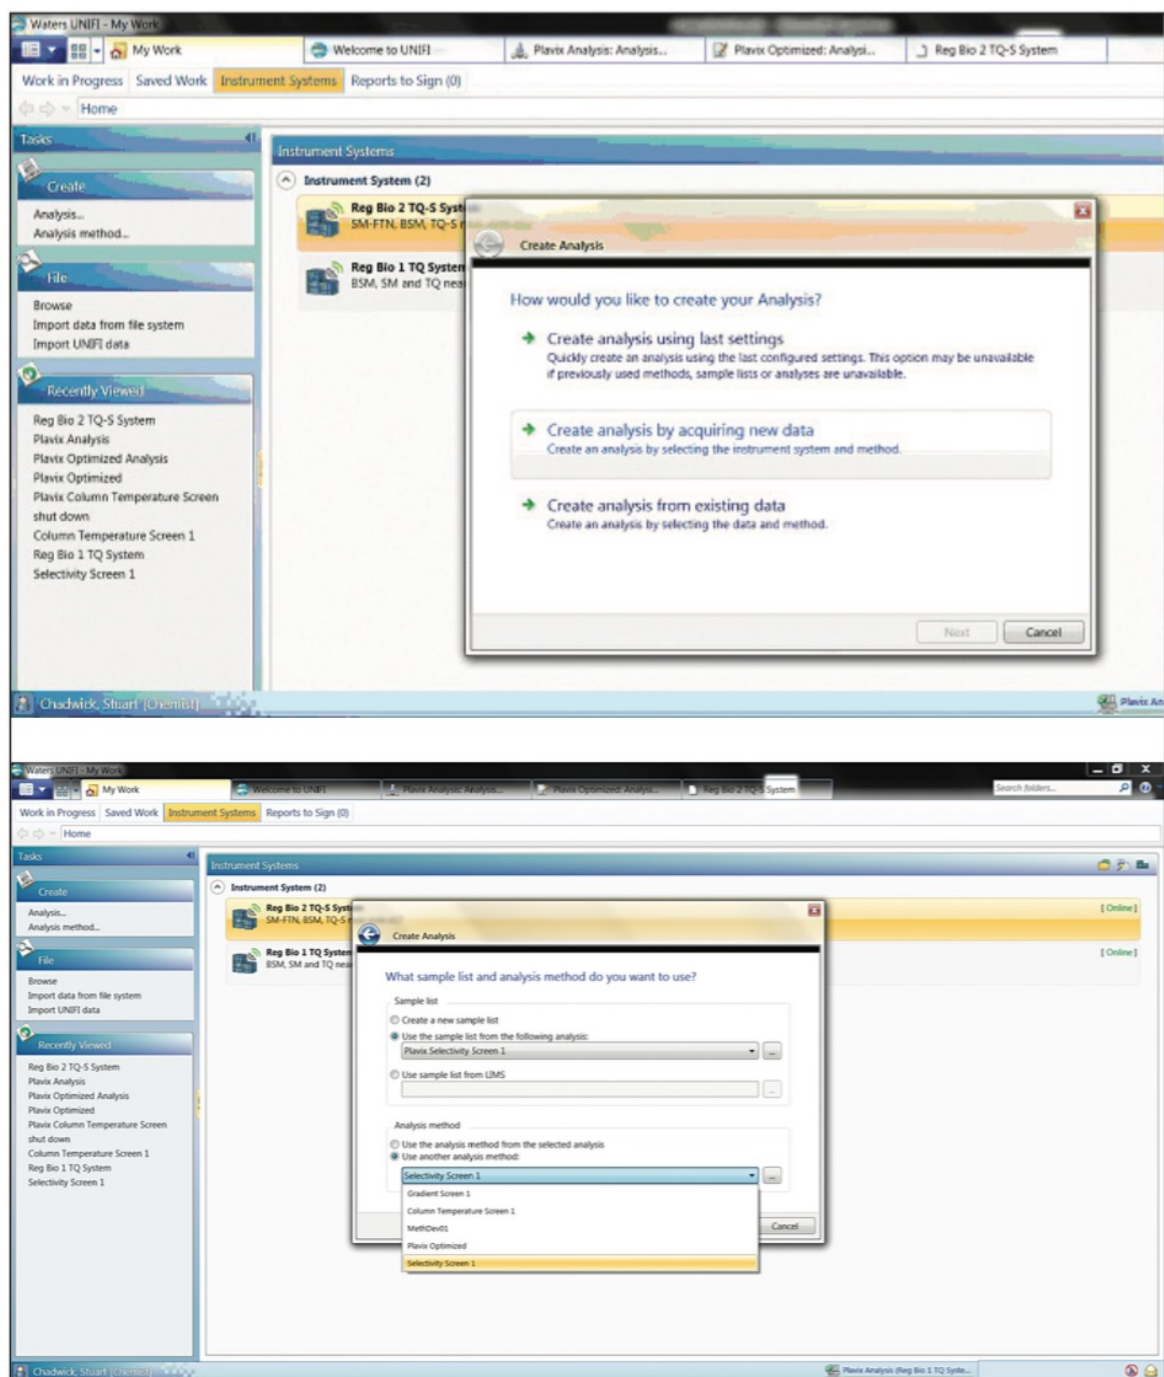 Waters UNIFI - My Work
My Work
Welcome to UNIFI
Plavix Analysis: Analysis...
Plavix Optimized: Analysi...
Reg Bio 2 TQ-S System
Work in Progress Saved Work Instrument Systems Reports to Sign (0)
Home
Tasks
Create
Analysis...
Analysis method...
File
Browse
Import data from file system
Import UNIFI data
Recently Viewed
Reg Bio 2 TQ-S System
Plavix Analysis
Plavix Optimized Analysis
Plavix Optimized
Plavix Column Temperature Screen
shut down
Column Temperature Screen 1
Reg Bio 1 TQ System
Selectivity Screen 1
Instrument Systems
Instrument System (2)
Reg Bio 2 TQ-S Syst
SM-FTN, BSM, TQ-S
Reg Bio 1 TQ System
BSM, SM and TQ nea
Create Analysis
How would you like to create your Analysis?
Create analysis using last settings
Quickly create an analysis using the last configured settings. This option may be unavailable
if previously used methods, sample lists or analyses are unavailable.
Create analysis by acquiring new data
Create an analysis by selecting the instrument system and method.
Create analysis from existing data
Create an analysis by selecting the data and method.
Next Cancel
Chadwick, Stuart [Chemist]
Plavix An
Waters UNIFI - My Work
My Work
Welcome to UNIFI
Plavix Analysis: Analysis...
Plavix Optimized: Analysi...
Reg Bio 2 TQ-S System
Search folders...
Work in Progress Saved Work Instrument Systems Reports to Sign (0)
Home
Tasks
Create
Analysis...
Analysis method...
File
Browse
Import data from file system
Import UNIFI data
Recently Viewed
Reg Bio 2 TQ-S System
Plavix Analysis
Plavix Optimized Analysis
Plavix Optimized
Plavix Column Temperature Screen
shut down
Column Temperature Screen 1
Reg Bio 1 TQ System
Selectivity Screen 1
Instrument Systems
Instrument System (2)
Reg Bio 2 TQ-S Syst
[ Online ]
SM-FTN, BSM, TQ-S
Reg Bio 1 TQ System
[ Online ]
BSM, SM and TQ nea
Create Analysis
What sample list and analysis method do you want to use?
Sample list
Create a new sample list
Use the sample list from the following analysis:
Plavix Selectivity Screen 1
...
Use sample list from LIMS
...
Analysis method
Use the analysis method from the selected analysis
Use another analysis method:
Selectivity Screen 1
...
Gradient Screen 1
Column Temperature Screen 1
MethDev01
Plavix Optimized
Selectivity Screen 1
Cancel
Chadwick, Stuart [Chemist]
Plavix Analysis (Reg Bio 1 TQ Syste...